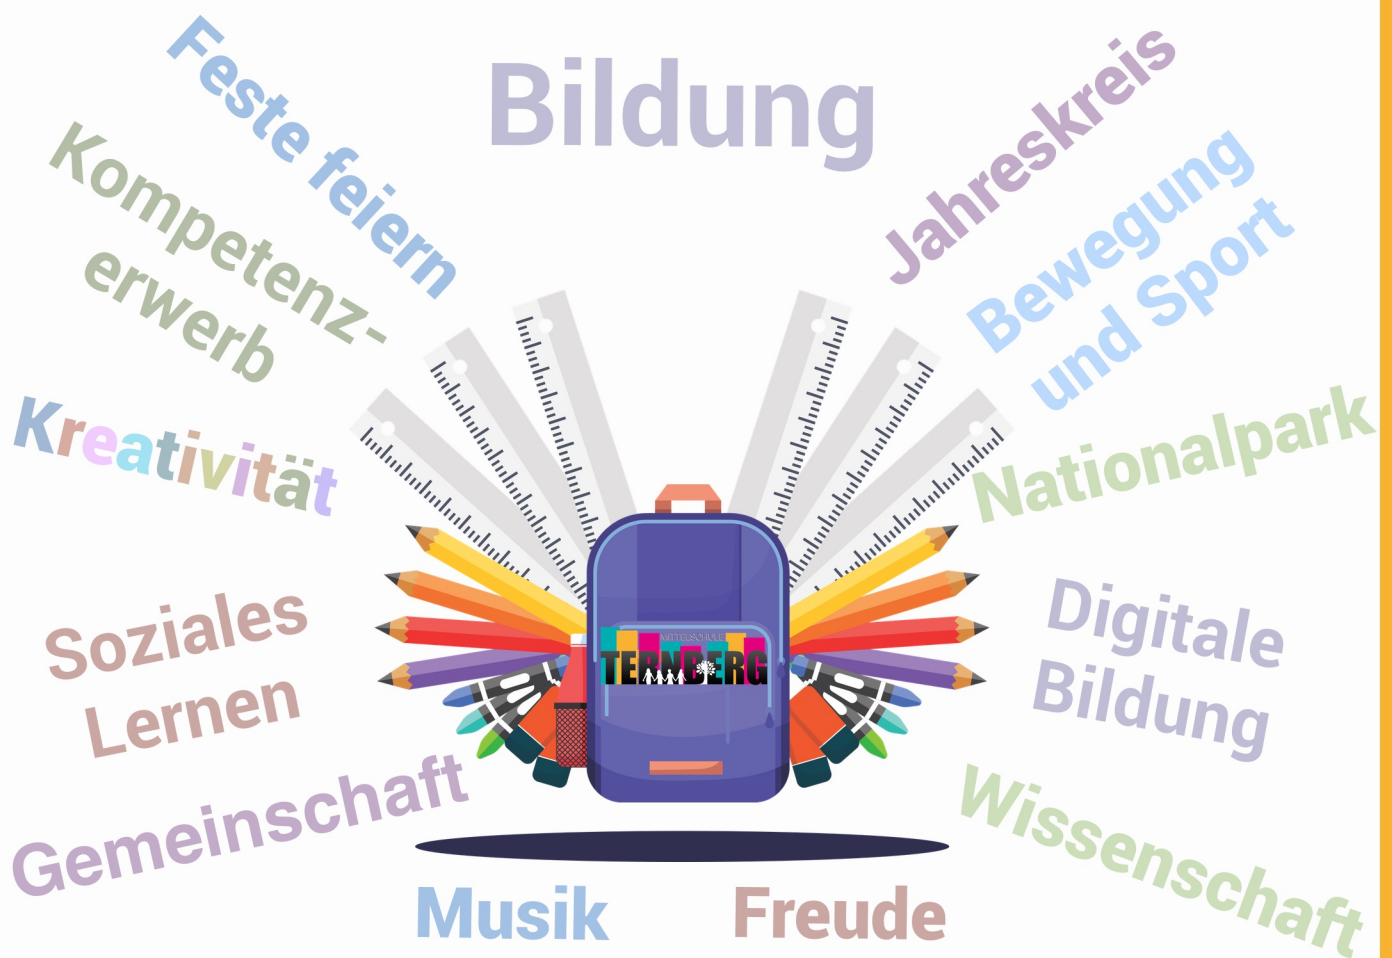 Bildung
Feste feiern
Kompetenz-
erwerb
Kreativität
Soziales
Lernen
Gemeinschaft
Musik
Freude
Jahreskreis
Bewegung
und Sport
Nationalpark
Digitale
Bildung
Wissenschaft
MITTELSCHULE
TERNBERG